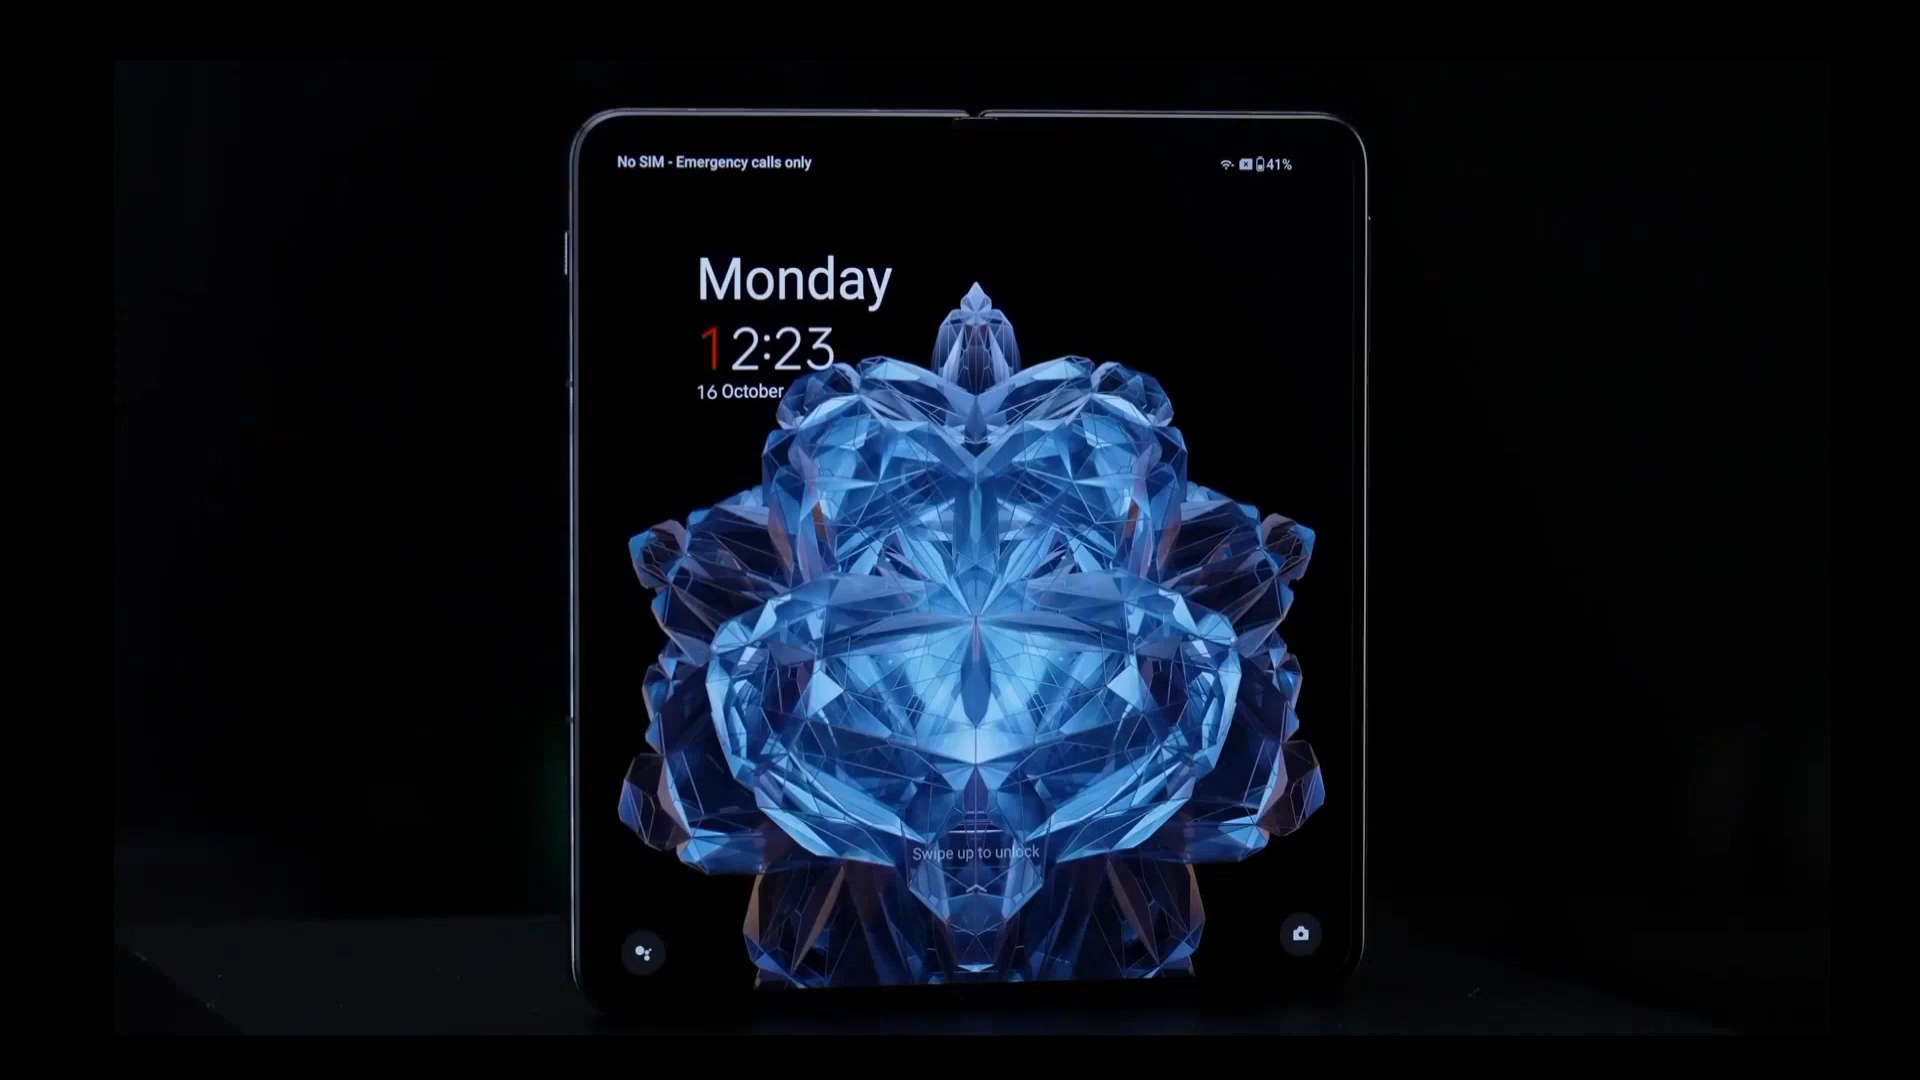 No SIM - Emergency calls only
41%
Monday
12:23
16 October
Swipe up to unlock